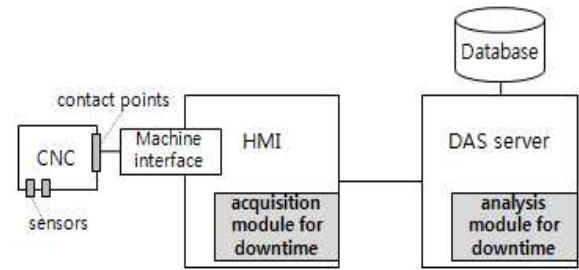 Database
contact points
CNC
Machine
interface
HMI
DAS server
sensors
acquisition
module for
downtime
analysis
module for
downtime